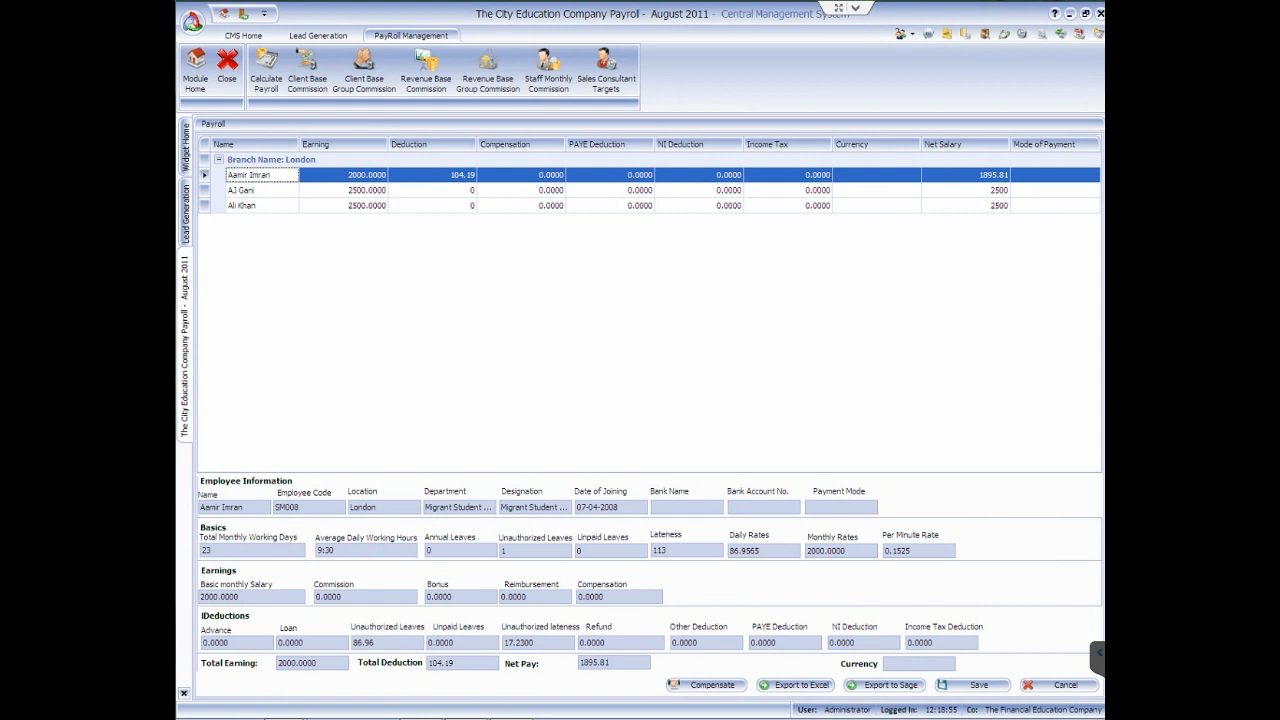 The City Education Company Payroll - August 2011 - Central Management System
CMS Home Lead Generation PayRoll Management
Module Home
Close
Calculate Payroll
Client Base Commission
Client Base Group Commission
Revenue Base Commission
Revenue Base Group Commission
Staff Monthly Commission
Sales Consultant Targets
Widget Home
Lead Generation
The City Education Company Payroll - August 2011
Payroll
Name Earning Deduction Compensation PAYE Deduction NI Deduction Income Tax Currency Net Salary Mode of Payment
Branch Name: London
Aamir Imran 2000.0000 104.19 0.0000 0.0000 0.0000 0.0000 1895.81
AJ Gani 2500.0000 0 0.0000 0.0000 0.0000 0.0000 2500
Ali Khan 2500.0000 0 0.0000 0.0000 0.0000 0.0000 2500
Employee Information
Name Employee Code Location Department Designation Date of Joining Bank Name Bank Account No. Payment Mode
Aamir Imran SM008 London Migrant Student ... Migrant Student ... 07-04-2008
Basics
Total Monthly Working Days Average Daily Working Hours Annual Leaves Unauthorized Leaves Unpaid Leaves Lateness Daily Rates Monthly Rates Per Minute Rate
23 9:30 0 1 0 113 86.9565 2000.0000 0.1525
Earnings
Basic monthly Salary Commission Bonus Reimbursement Compensation
2000.0000 0.0000 0.0000 0.0000 0.0000
lDeductions
Advance Loan Unauthorized Leaves Unpaid Leaves Unauthorized lateness Refund Other Deduction PAYE Deduction NI Deduction Income Tax Deduction
0.0000 0.0000 86.96 0.0000 17.2300 0.0000 0.0000 0.0000 0.0000 0.0000
Total Earning: 2000.0000 Total Deduction 104.19 Net Pay: 1895.81 Currency
Compensate Export to Excel Export to Sage Save Cancel
User: Administrator Logged In: 12:18:55 Co: The Financial Education Company